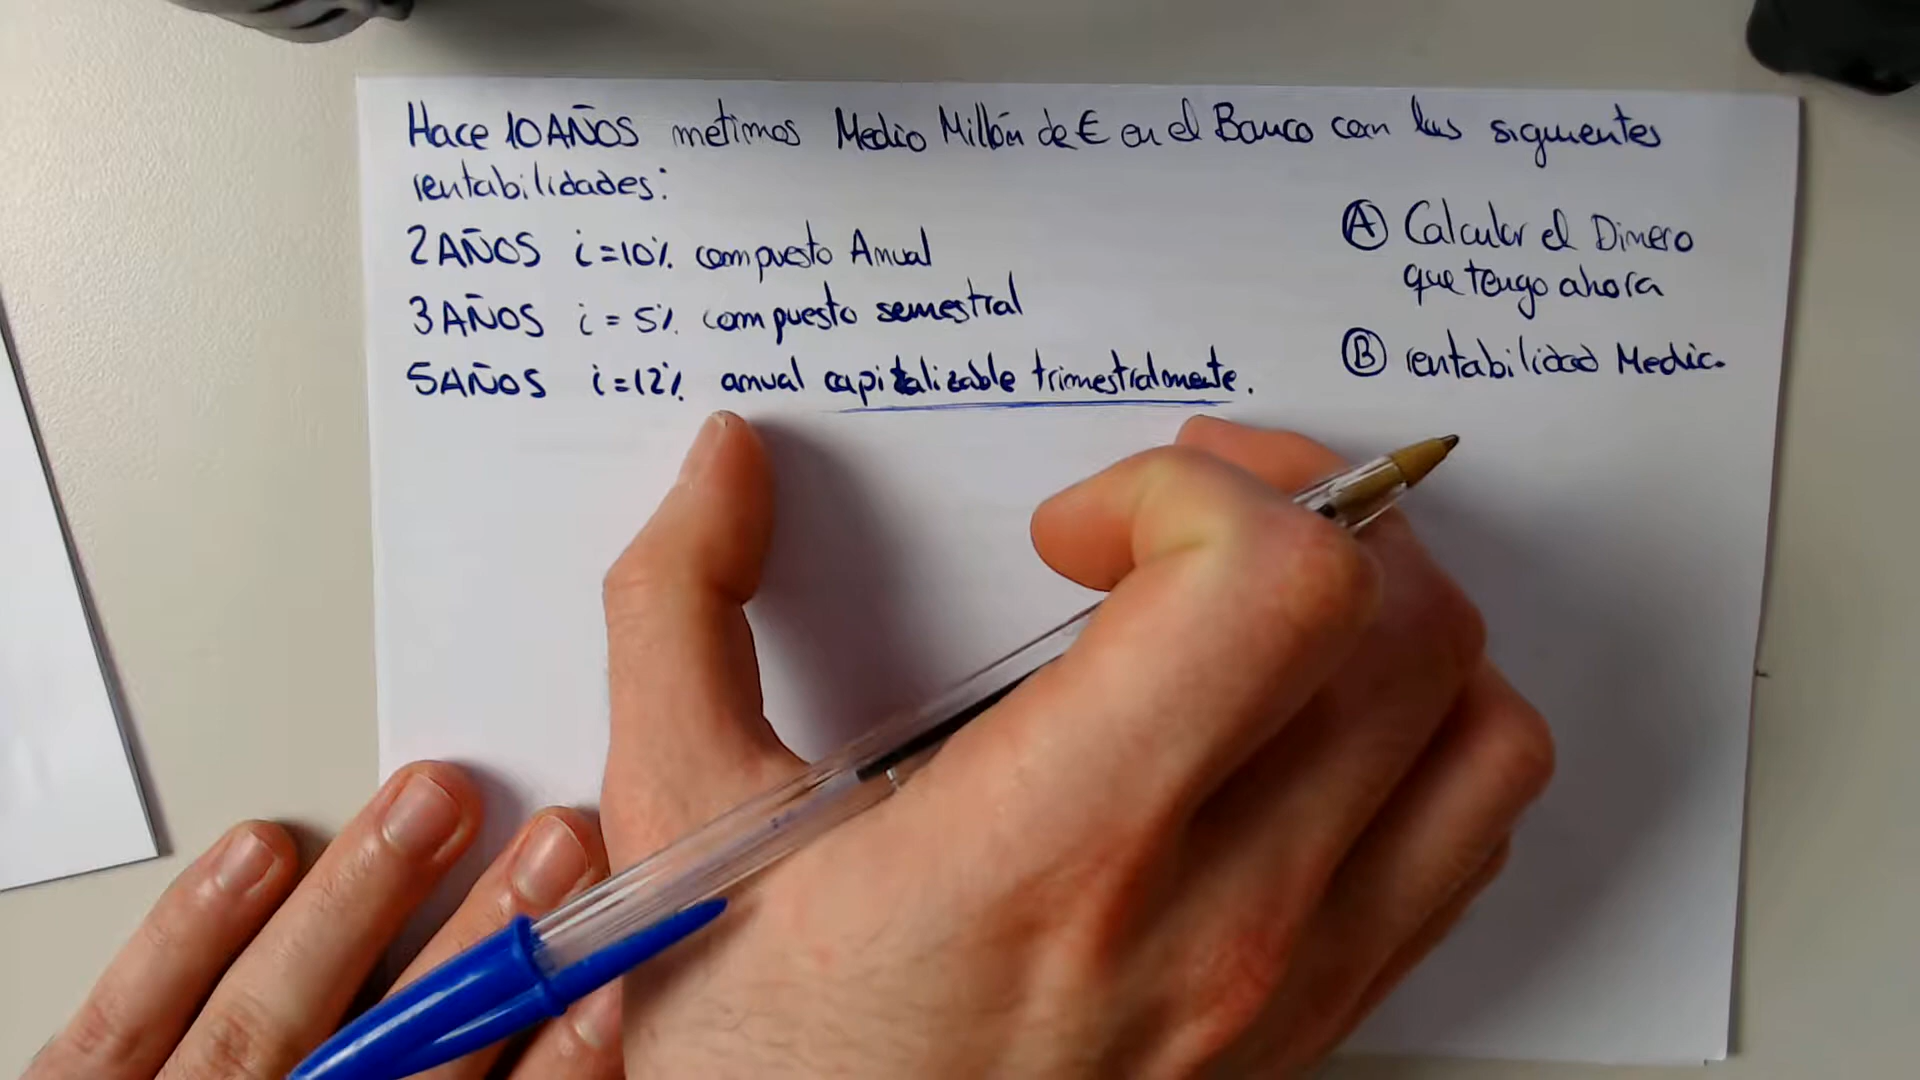 Hace 10 AÑOS metimos Medio Millón de € en el Banco con las siguientes
rentabilidades:
2 AÑOS i=10% compuesto Anual
3 AÑOS i = 5% compuesto semestral
5 AÑOS i=12% anual capitalizable trimestralmente.
A Calcular el Dinero
que tengo ahora
B rentabilidad Media.